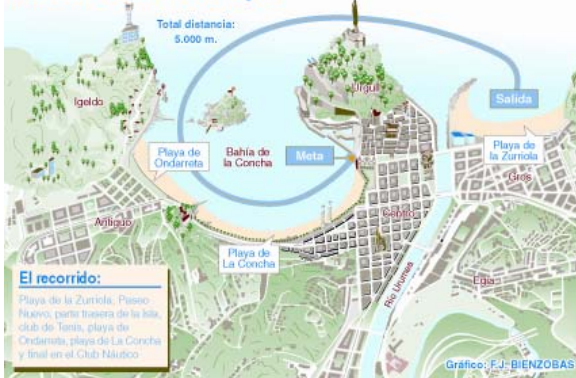 Total distancia:
5.000 m.
Igeldo
Urgull
Salida
Playa de
Ondarreta
Bahía de
la Concha
Meta
Playa de
la Zurriola
Gros
Antiguo
Centro
Playa de
La Concha
Río Urumea
Egia
El recorrido:
Playa de la Zurriola, Paseo
Nuevo, parte trasera de la Isla,
club de Tenis, playa de
Ondarreta, playa de La Concha
y final en el Club Náutico
Gráfico: F.J. BIENZOBAS